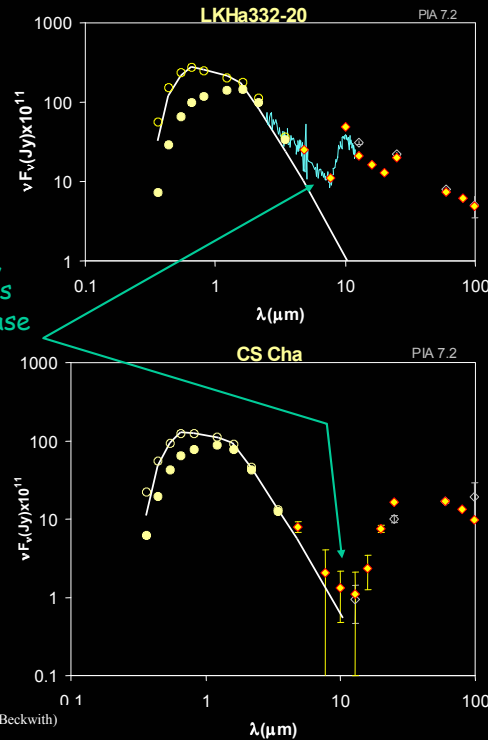 LKHa332-20
PIA 7.2
νFν(Jy)x10¹¹
1000
100
10
1
0.1 1 10 100
λ(μm)
s
use
CS Cha
PIA 7.2
νFν(Jy)x10¹¹
1000
100
10
1
0.1
0.1 1 10 100
λ(μm)
Beckwith)